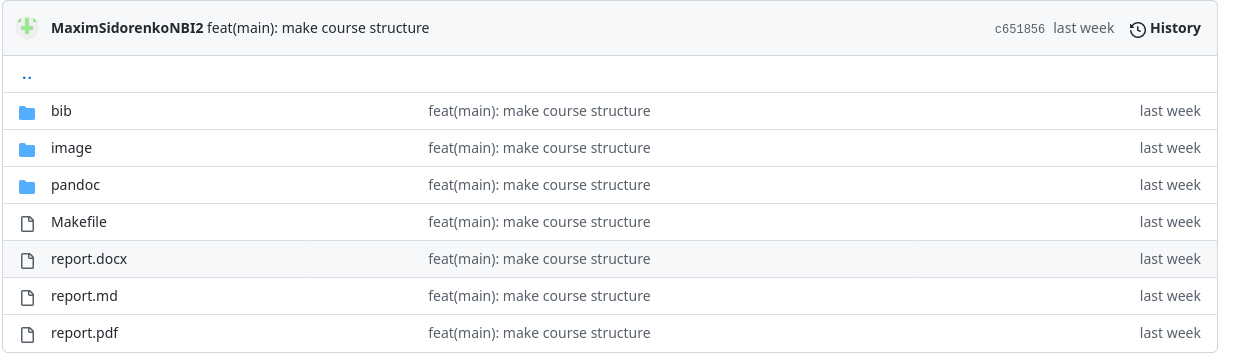 MaximSidorenkoNBI2 feat(main): make course structure c651856 last week History
..
bib feat(main): make course structure last week
image feat(main): make course structure last week
pandoc feat(main): make course structure last week
Makefile feat(main): make course structure last week
report.docx feat(main): make course structure last week
report.md feat(main): make course structure last week
report.pdf feat(main): make course structure last week